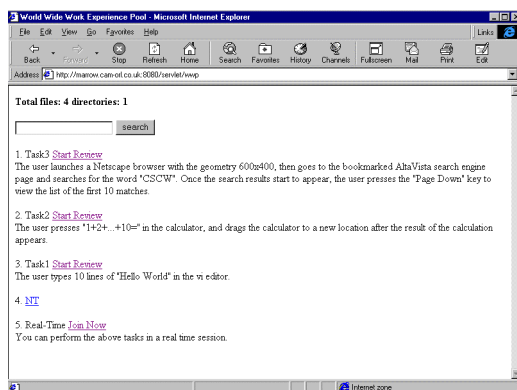 World Wide Work Experience Pool - Microsoft Internet Explorer
File Edit View Go Favorites Help
Links
Back Forward Stop Refresh Home Search Favorites History Channels Fullscreen Mail Print Edit
Address http://marrow.cam-orl.co.uk:8080/servlet/wwp
Total files: 4 directories: 1
search
1. Task3 Start Review
The user launches a Netscape browser with the geometry 600x400, then goes to the bookmarked AltaVista search engine
page and searches for the word "CSCW". Once the search results start to appear, the user presses the "Page Down" key to
view the list of the first 10 matches.
2. Task2 Start Review
The user presses "1+2+...+10=" in the calculator, and drags the calculator to a new location after the result of the calculation
appears.
3. Task1 Start Review
The user types 10 lines of "Hello World" in the vi editor.
4. NT
5. Real-Time Join Now
You can perform the above tasks in a real time session.
Internet zone